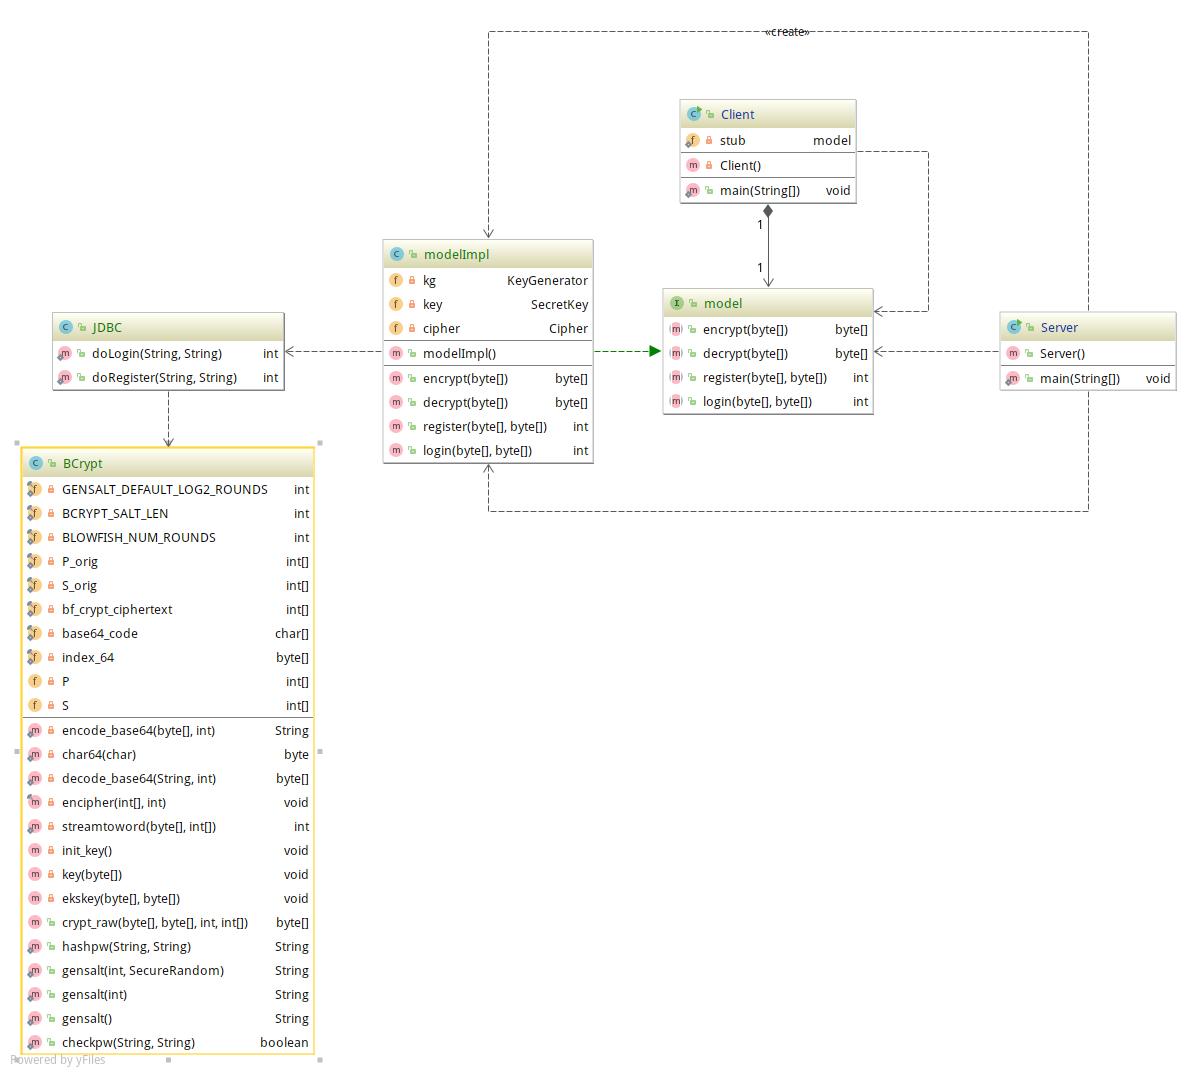 «create»
Client
stub model
Client()
main(String[]) void
1
1
modelImpl
kg KeyGenerator
key SecretKey
cipher Cipher
modelImpl()
encrypt(byte[]) byte[]
decrypt(byte[]) byte[]
register(byte[], byte[]) int
login(byte[], byte[]) int
model
encrypt(byte[]) byte[]
decrypt(byte[]) byte[]
register(byte[], byte[]) int
login(byte[], byte[]) int
Server
Server()
main(String[]) void
JDBC
doLogin(String, String) int
doRegister(String, String) int
BCrypt
GENSALT_DEFAULT_LOG2_ROUNDS int
BCRYPT_SALT_LEN int
BLOWFISH_NUM_ROUNDS int
P_orig int[]
S_orig int[]
bf_crypt_ciphertext int[]
base64_code char[]
index_64 byte[]
P int[]
S int[]
encode_base64(byte[], int) String
char64(char) byte
decode_base64(String, int) byte[]
encipher(int[], int) void
streamtoword(byte[], int[]) int
init_key() void
key(byte[]) void
ekskey(byte[], byte[]) void
crypt_raw(byte[], byte[], int, int[]) byte[]
hashpw(String, String) String
gensalt(int, SecureRandom) String
gensalt(int) String
gensalt() String
checkpw(String, String) boolean
Powered by yFiles